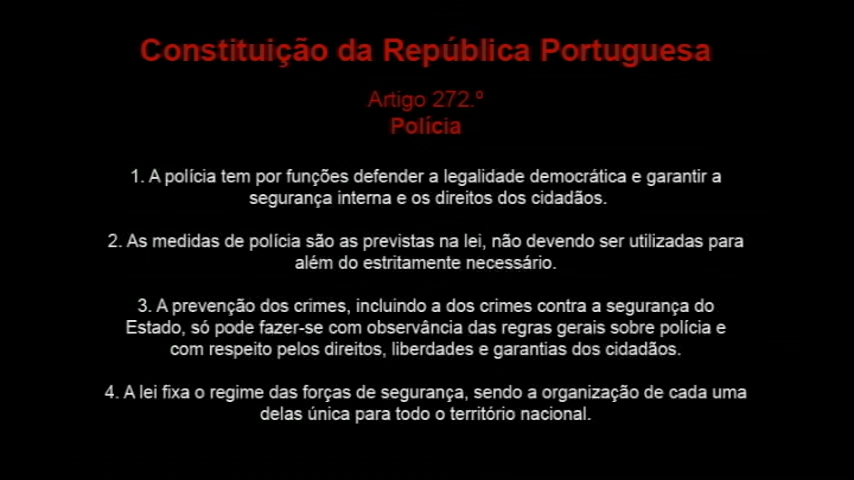 Constituição da República Portuguesa
Artigo 272.º
Polícia
1. A polícia tem por funções defender a legalidade democrática e garantir a
segurança interna e os direitos dos cidadãos.
2. As medidas de polícia são as previstas na lei, não devendo ser utilizadas para
além do estritamente necessário.
3. A prevenção dos crimes, incluindo a dos crimes contra a segurança do
Estado, só pode fazer-se com observância das regras gerais sobre polícia e
com respeito pelos direitos, liberdades e garantias dos cidadãos.
4. A lei fixa o regime das forças de segurança, sendo a organização de cada uma
delas única para todo o território nacional.